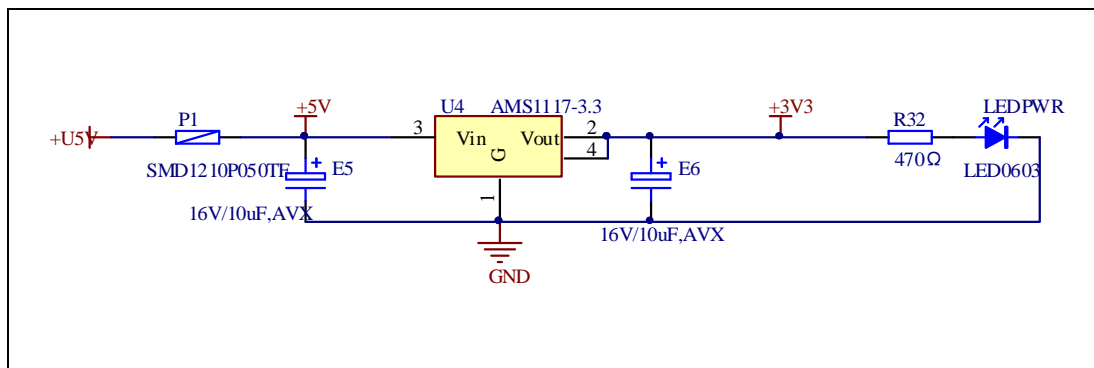 +5V
U4
AMS1117-3.3
+3V3
LEDPWR
P1
R32
+U5V
3
Vin
Vout
2
G
4
SMD1210P050TF
E5
E6
470Ω
LED0603
1
16V/10uF,AVX
16V/10uF,AVX
GND